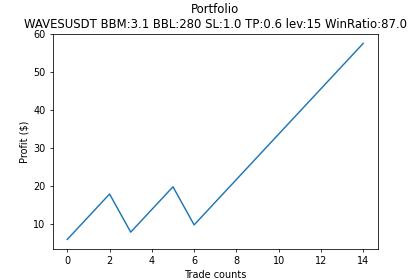 Portfolio
WAVESUSDT BBM:3.1 BBL:280 SL:1.0 TP:0.6 lev:15 WinRatio:87.0
60
50
40
30
20
10
Profit ($)
0 2 4 6 8 10 12 14
Trade counts